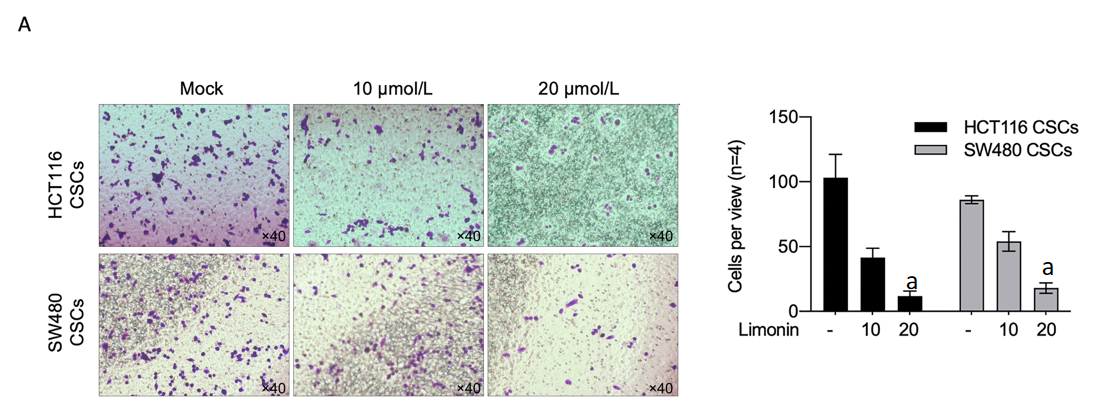 A
Mock
10 µmol/L
20 µmol/L
HCT116
CSCs
×40
×40
×40
SW480
CSCs
×40
×40
×40
Cells per view (n=4)
150
100
50
0
HCT116 CSCs
SW480 CSCs
a
a
Limonin - 10 20 - 10 20